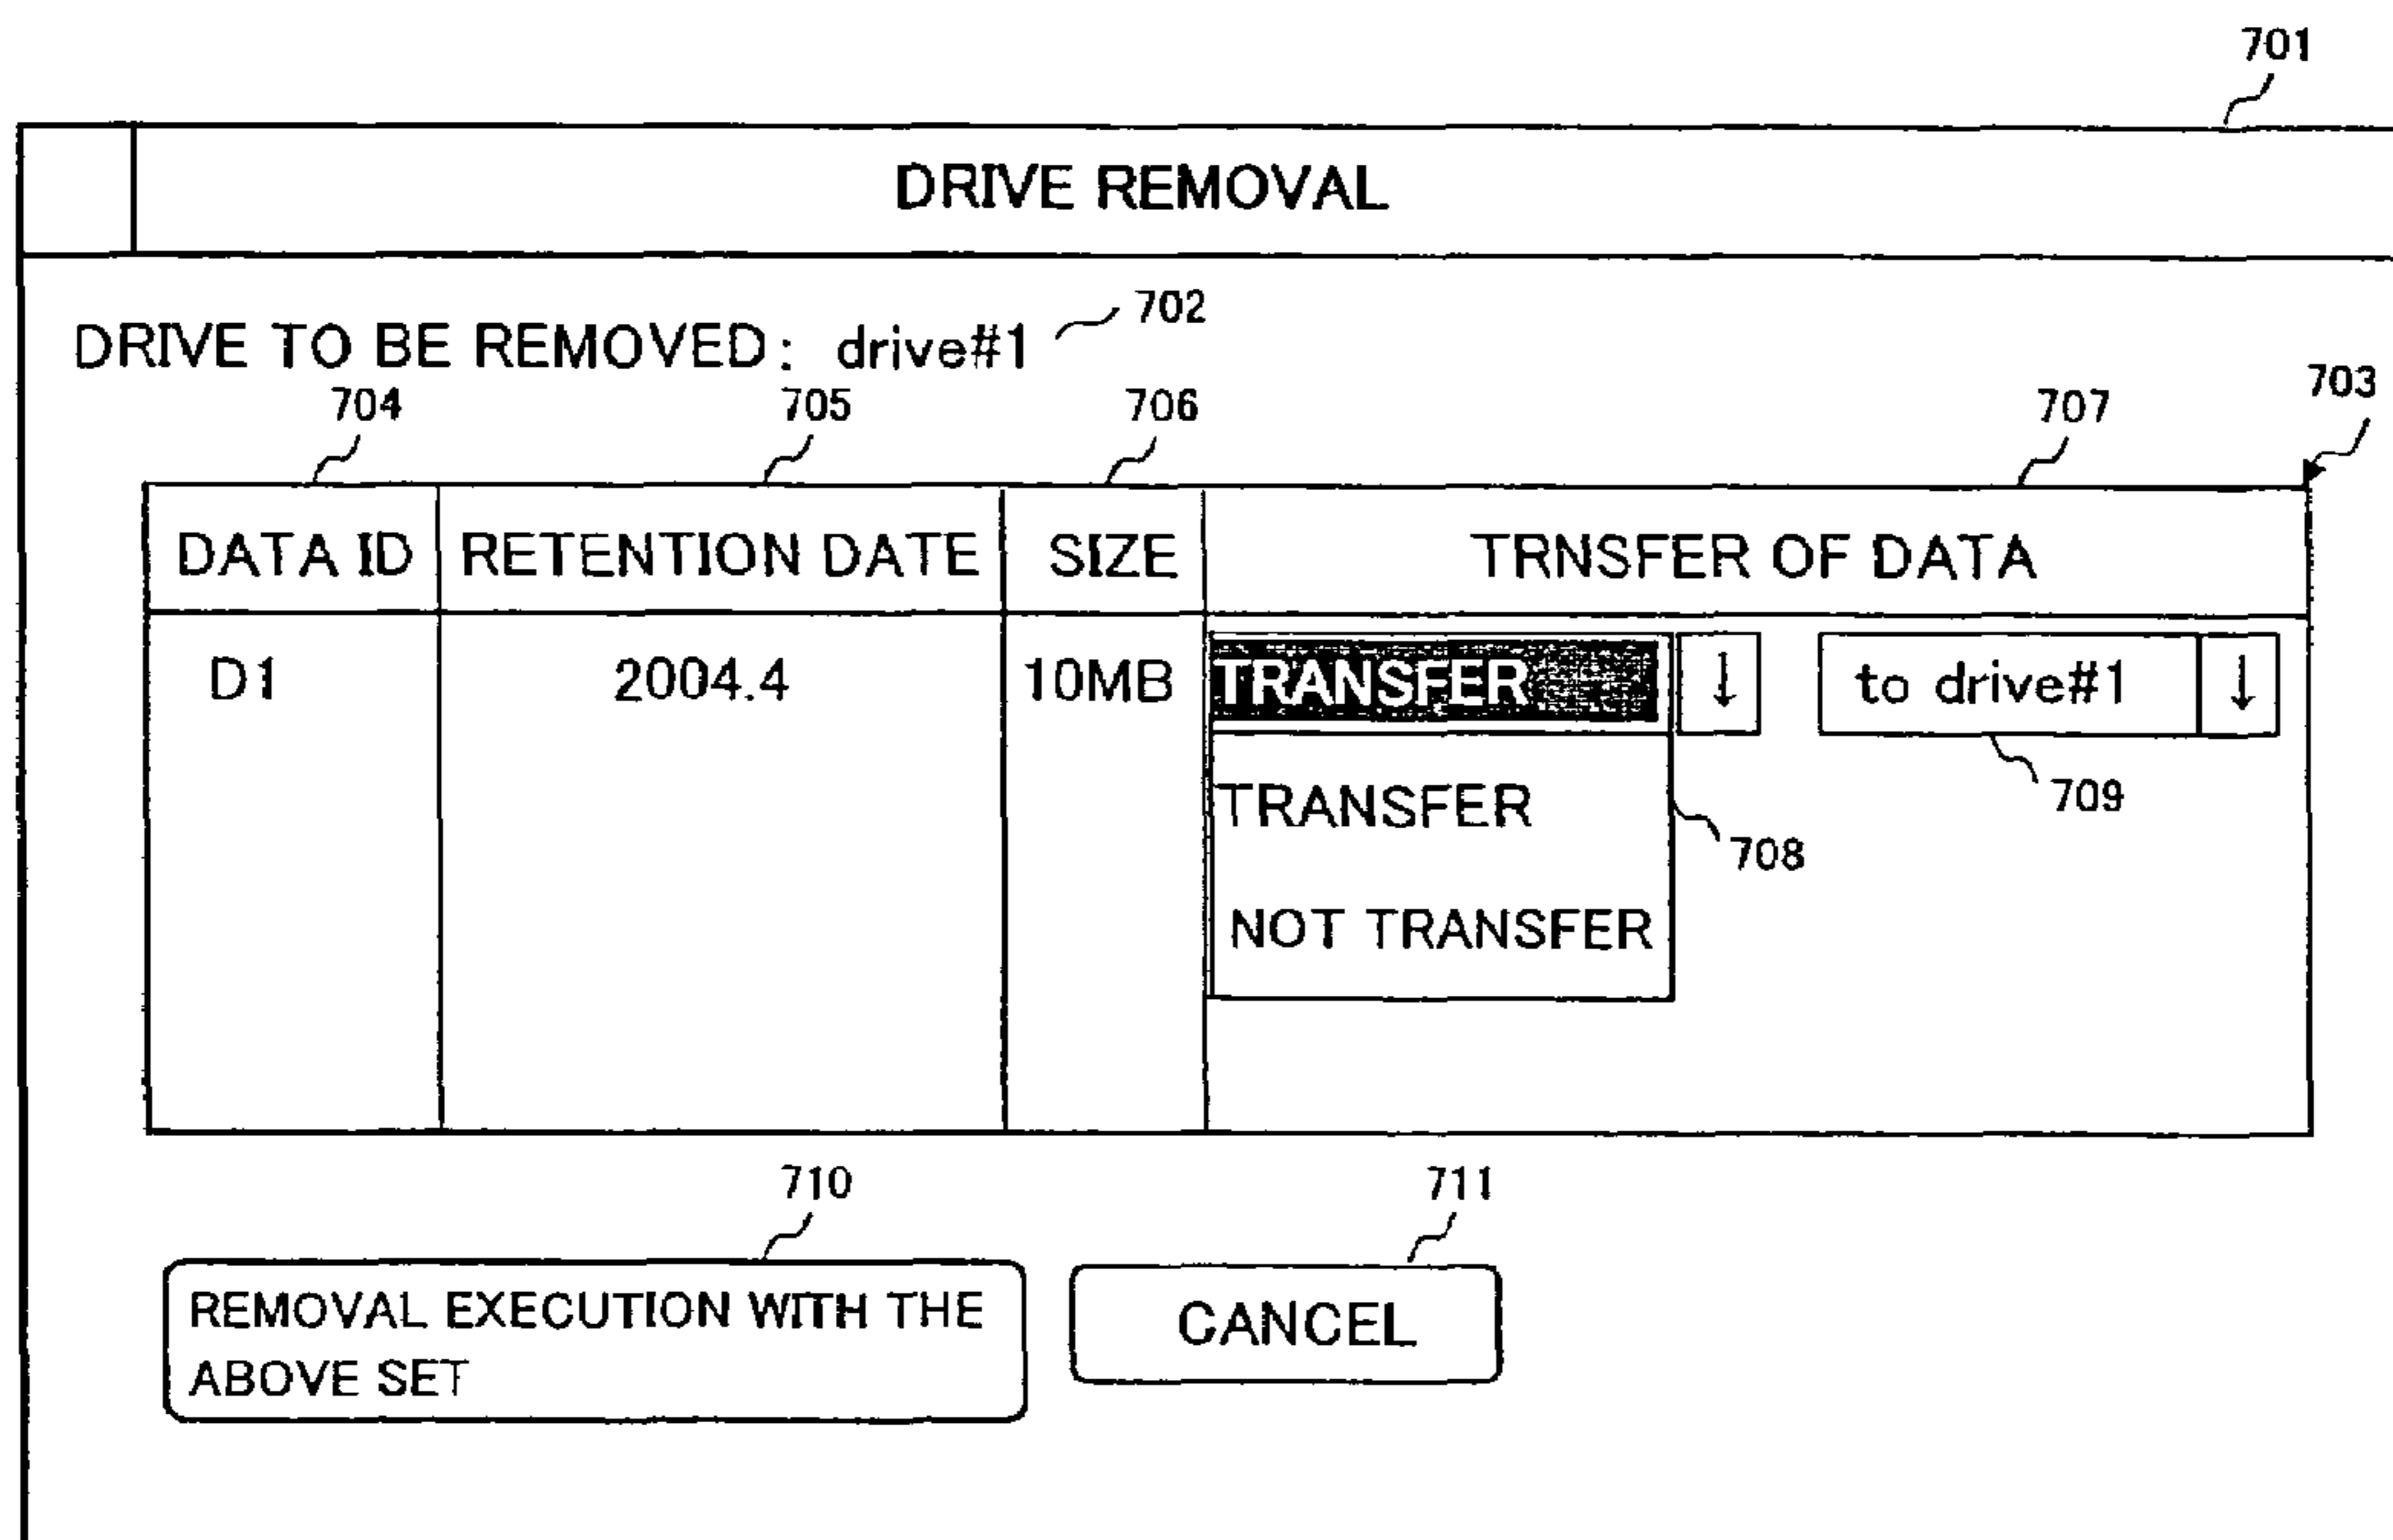 701
DRIVE REMOVAL
DRIVE TO BE REMOVED: drive#1 702
704 705 706 707 703
DATA ID RETENTION DATE SIZE TRNSFER OF DATA
D1 2004.4 10MB TRANSFER ↓ to drive#1 ↓
709
TRANSFER
708
NOT TRANSFER
710 711
REMOVAL EXECUTION WITH THE
ABOVE SET
CANCEL